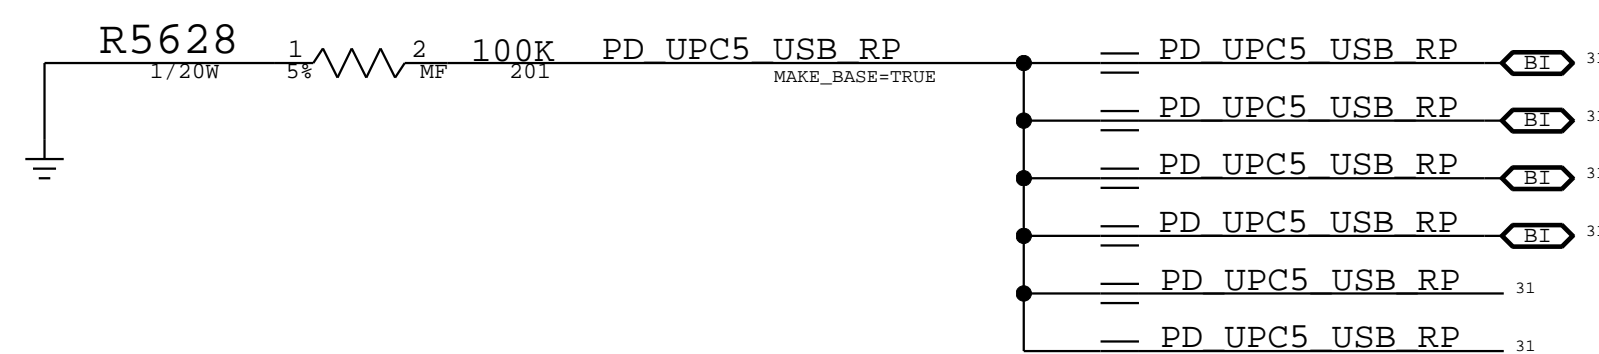 R5628 1 2 100K PD_UPC5_USB_RP
1/20W 5% MF 201 MAKE_BASE=TRUE
PD_UPC5_USB_RP BI 31
PD_UPC5_USB_RP BI 31
PD_UPC5_USB_RP BI 31
PD_UPC5_USB_RP BI 31
PD_UPC5_USB_RP 31
PD_UPC5_USB_RP 31